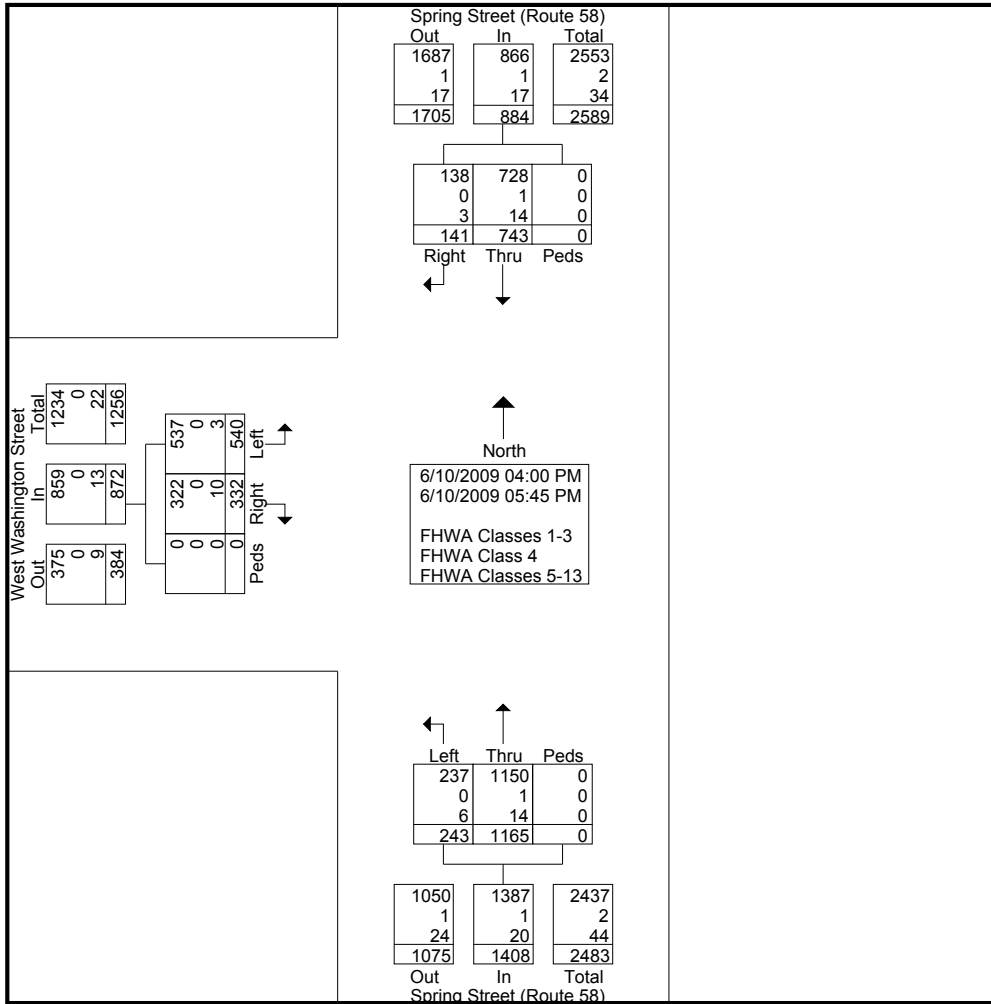 Spring Street (Route 58)
Out In Total
1687 866 2553
1 1 2
17 17 34
1705 884 2589
138 728 0
0 1 0
3 14 0
141 743 0
Right Thru Peds
West Washington Street
Total
1234
0
22
1256
In
859
0
13
872
Out
375
0
9
384
537
0
3
540
Left
322
0
10
332
Right
0
0
0
0
Peds
North
6/10/2009 04:00 PM
6/10/2009 05:45 PM
FHWA Classes 1-3
FHWA Class 4
FHWA Classes 5-13
Left Thru Peds
237 1150 0
0 1 0
6 14 0
243 1165 0
1050 1387 2437
1 1 2
24 20 44
1075 1408 2483
Out In Total
Spring Street (Route 58)